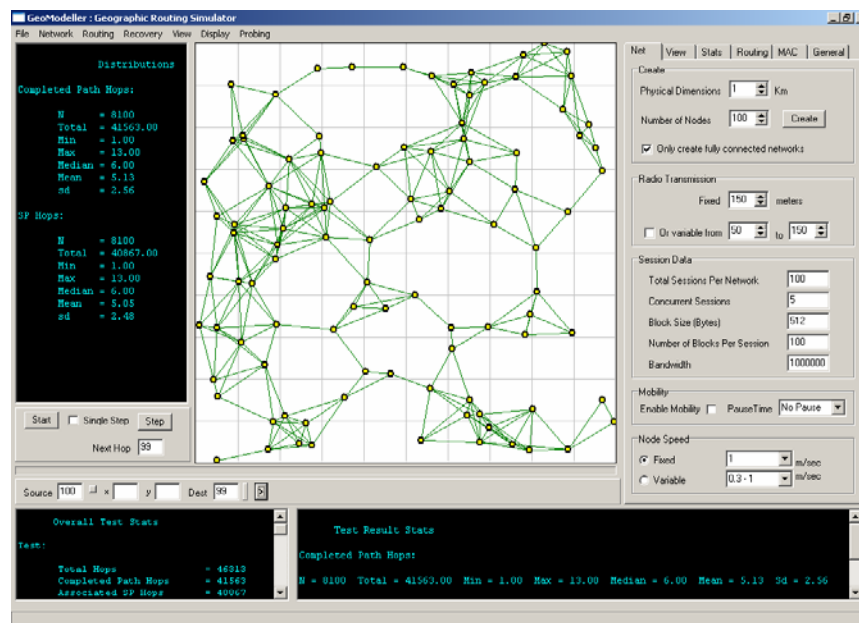 GeoModeller : Geographic Routing Simulator
File Network Routing Recovery View Display Probing
Distributions
Completed Path Hops:
N = 8100
Total = 41563.00
Min = 1.00
Max = 13.00
Median = 6.00
Mean = 5.13
sd = 2.56
SP Hops:
N = 8100
Total = 40867.00
Min = 1.00
Max = 13.00
Median = 6.00
Mean = 5.05
sd = 2.48
Start Single Step Step
Next Hop 99
Source 100 x y Dest 99 >
Net View Stats Routing MAC General
Create
Physical Dimensions 1 Km
Number of Nodes 100 Create
Only create fully connected networks
Radio Transmission
Fixed 150 meters
Or variable from 50 to 150
Session Data
Total Sessions Per Network 100
Concurrent Sessions 5
Block Size (Bytes) 512
Number of Blocks Per Session 100
Bandwidth 1000000
Mobility
Enable Mobility PauseTime No Pause
Node Speed
Fixed 1 m/sec
Variable 0.3 - 1 m/sec
Overall Test Stats
Test:
Total Hops = 46313
Completed Path Hops = 41563
Associated SP Hops = 40867
Test Result Stats
Completed Path Hops:
N = 8100 Total = 41563.00 Min = 1.00 Max = 13.00 Median = 6.00 Mean = 5.13 Sd = 2.56